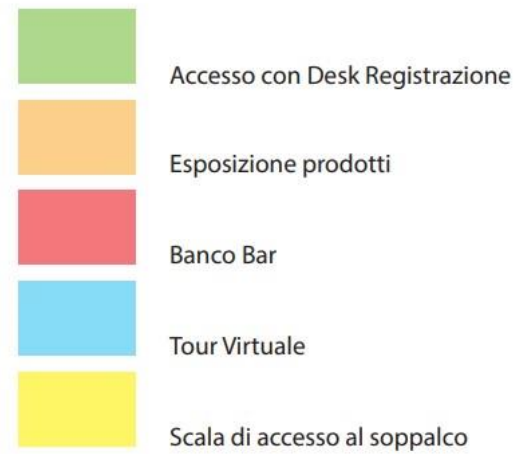 Accesso con Desk Registrazione
Esposizione prodotti
Banco Bar
Tour Virtuale
Scala di accesso al soppalco